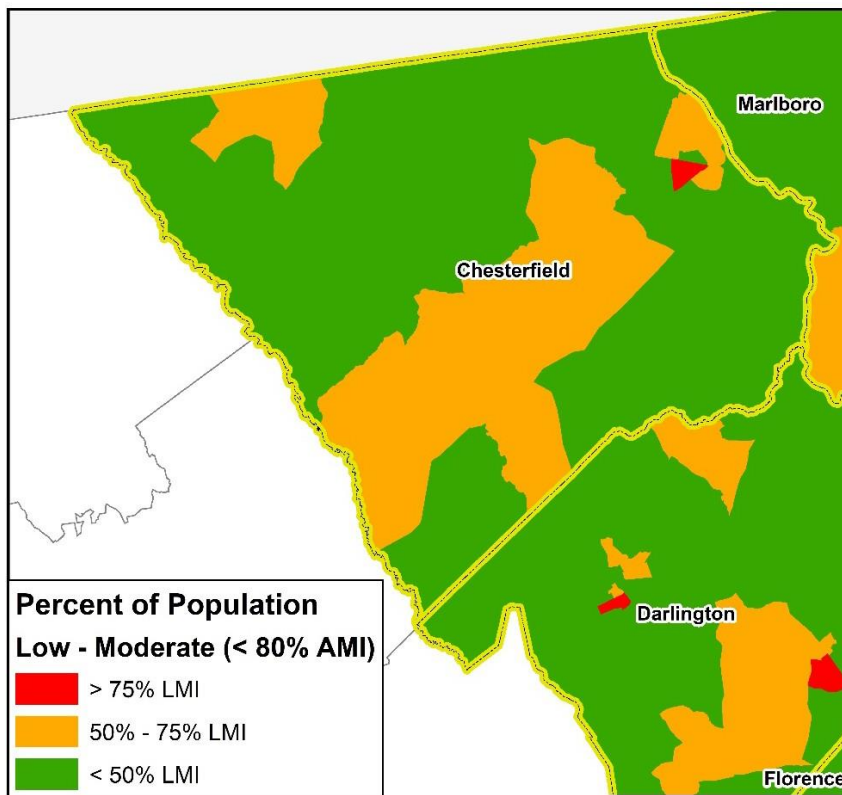 Marlboro
Chesterfield
Darlington
Florence
Percent of Population
Low - Moderate (< 80% AMI)
> 75% LMI
50% - 75% LMI
< 50% LMI